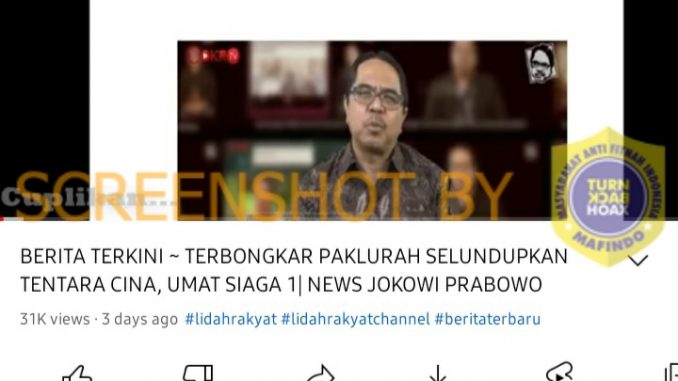 Cuplikan...
SCREENSHOT BY
MASYARAKAT ANTI FITNAH INDONESIA
TURN
BACK
HOAX
MAFINDO
BERITA TERKINI ~ TERBONGKAR PAKLURAH SELUNDUPKAN
TENTARA CINA, UMAT SIAGA 1| NEWS JOKOWI PRABOWO
31K views · 3 days ago #lidahrakyat #lidahrakyatchannel #beritaterbaru